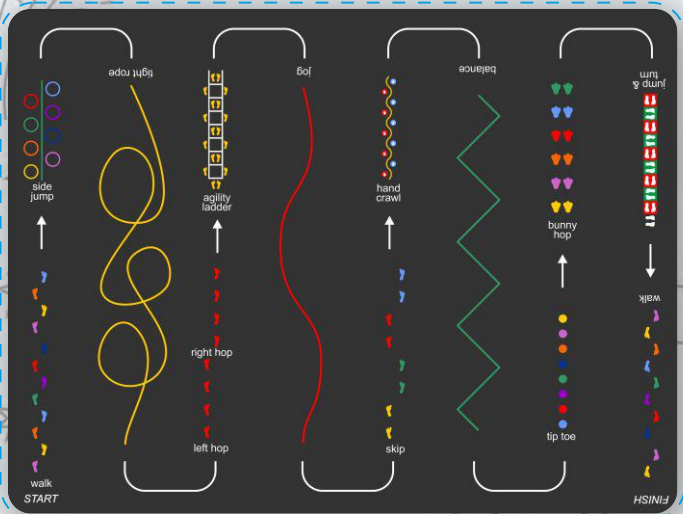 tight rope
jog
balance
jump &
turn
side
jump
agility
ladder
hand
crawl
bunny
hop
walk
right hop
left hop
skip
tip toe
walk
START
FINISH